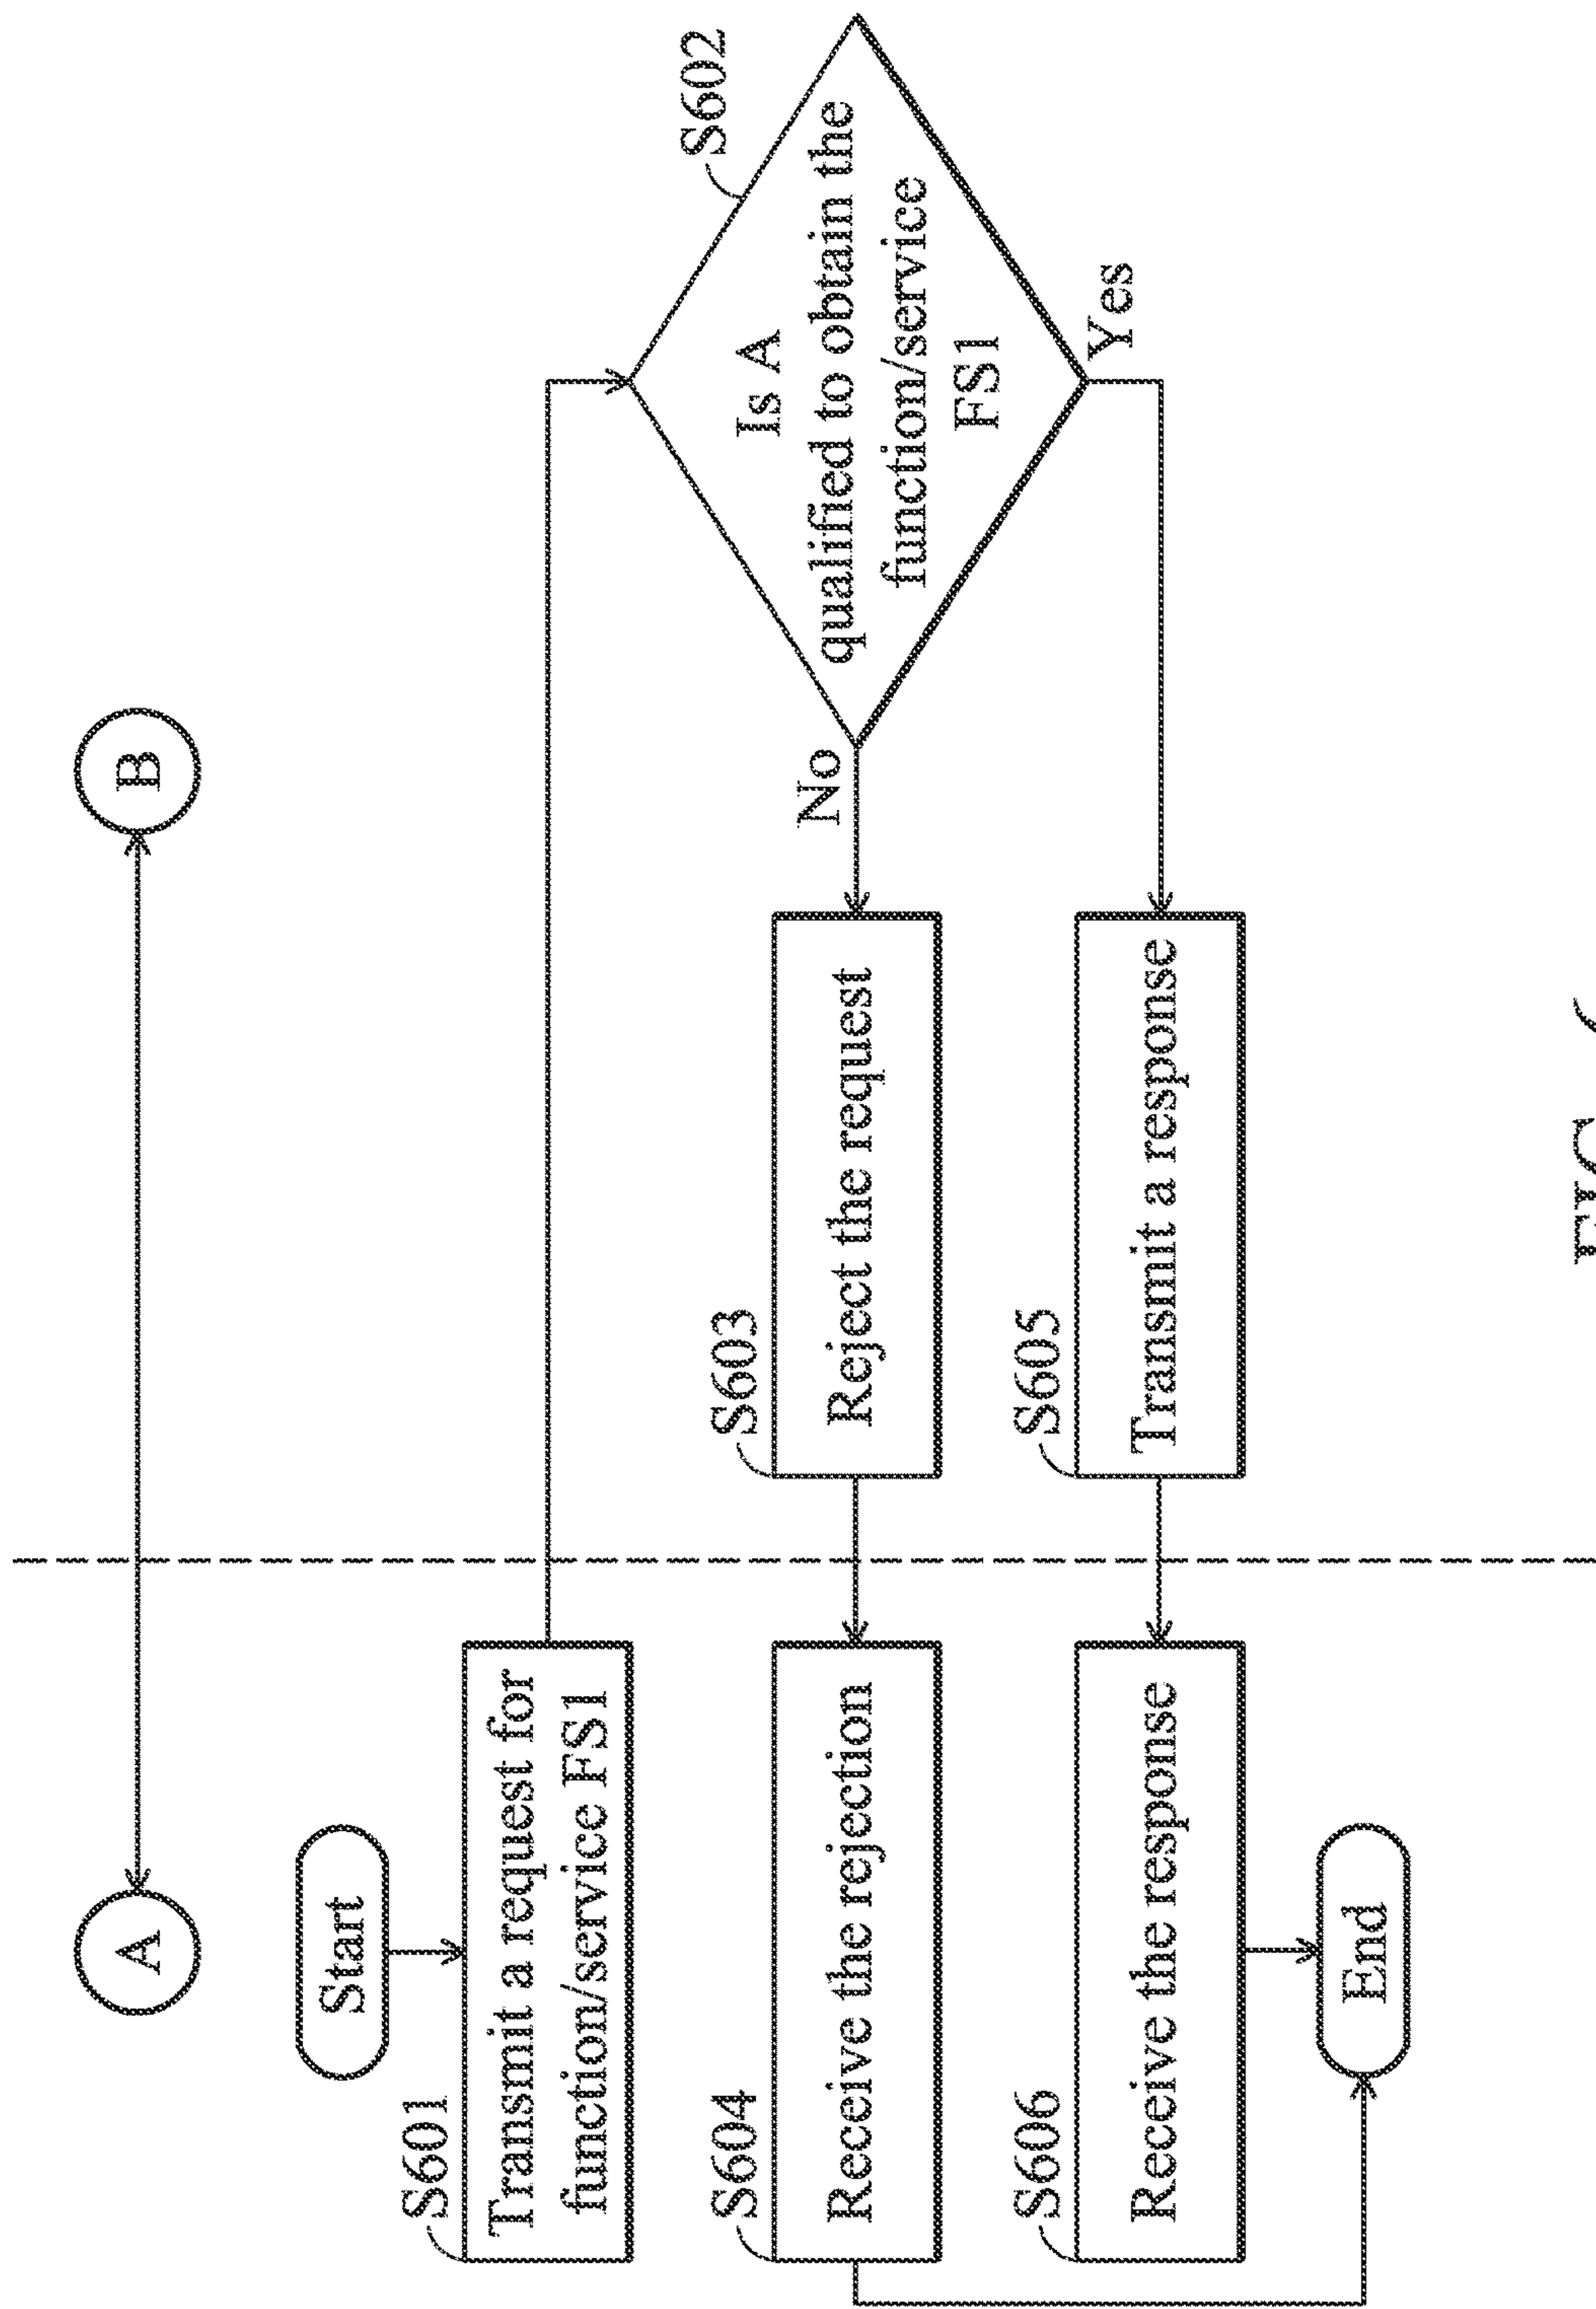 A
B
Start
S601
Transmit a request for
function/service FS1
S602
Is A
qualified to obtain the
function/service
FS1
No
Yes
S603
Reject the request
S604
Receive the rejection
S605
Transmit a response
S606
Receive the response
End